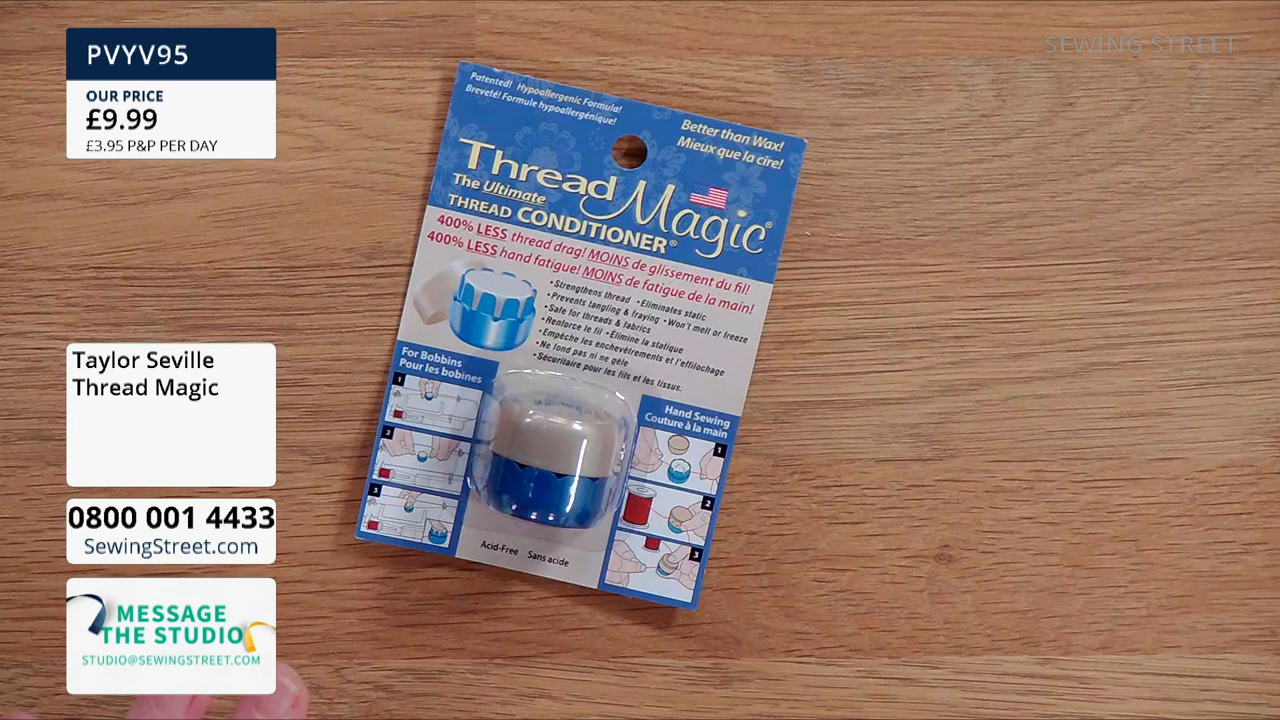 PVYV95
OUR PRICE
£9.99
£3.95 P&P PER DAY
Taylor Seville
Thread Magic
0800 001 4433
SewingStreet.com
MESSAGE
THE STUDIO
STUDIO@SEWINGSTREET.COM
SEWING STREET
Patented! Hypoallergenic Formula!
Breveté! Formule hypoallergénique!
Better than Wax!
Mieux que la cire!
Thread Magic®
The Ultimate
THREAD CONDITIONER®
400% LESS thread drag! MOINS de glissement du fil!
400% LESS hand fatigue! MOINS de fatigue de la main!
•Strengthens thread •Eliminates static
•Prevents tangling & fraying •Won't melt or freeze
•Safe for threads & fabrics
•Renforce le fil •Élimine la statique
•Empêche les enchevêtrements et l'effilochage
•Ne fond pas ni ne gèle
•Sécuritaire pour les fils et les tissus.
For Bobbins
Pour les bobines
1
2
3
Hand Sewing
Couture à la main
1
2
3
Acid-Free Sans acide